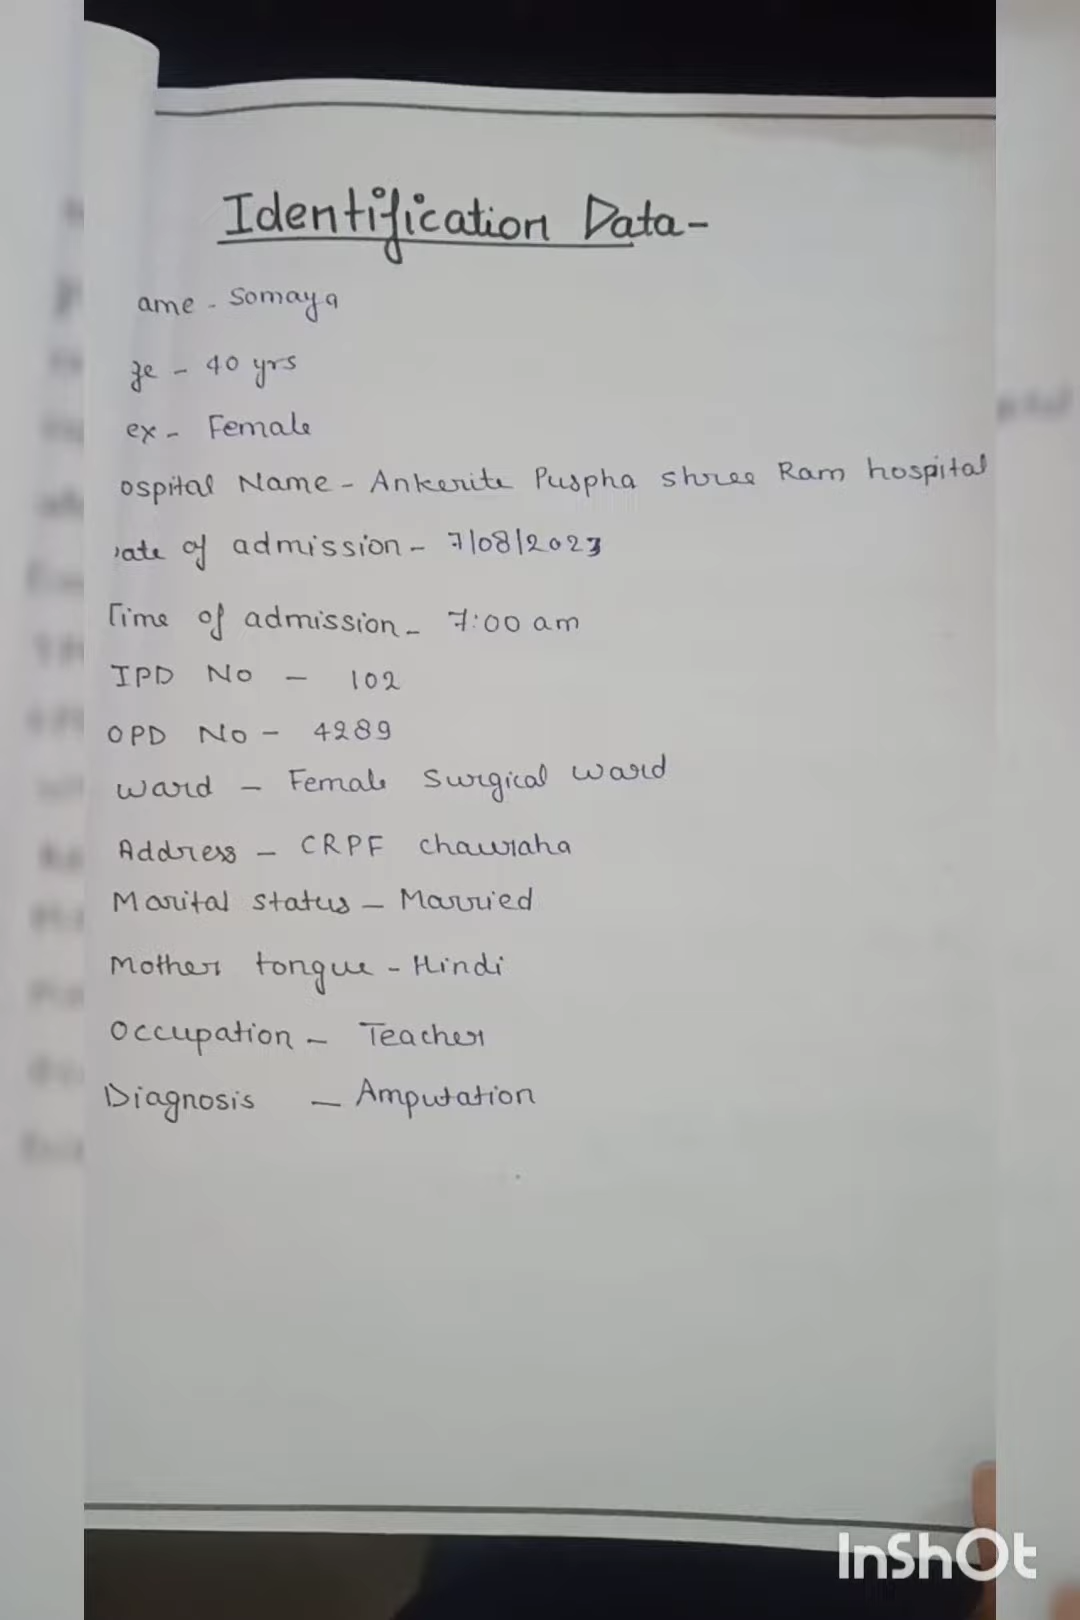 Identification Data-
ame - Somaya
ge - 40 yrs
ex - Female
ospital Name - Ankerite Puspha shree Ram hospital
ate of admission - 7/08/2023
Time of admission - 7:00 am
IPD No - 102
OPD No - 4289
Ward - Female Surgical Ward
Address - CRPF chawraha
Marital status - Married
Mother tongue - Hindi
Occupation - Teacher
Diagnosis - Amputation
InShOt